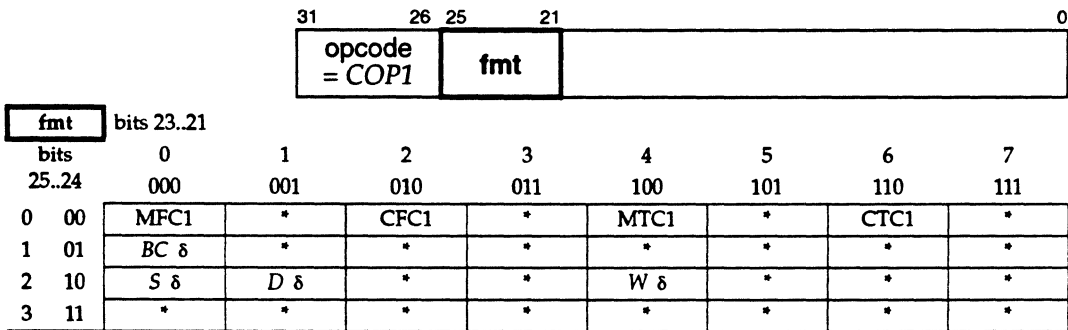 31 26 25 21 0
opcode
= COP1 fmt
fmt bits 23..21
bits 0 1 2 3 4 5 6 7
25..24 000 001 010 011 100 101 110 111
0 00 MFC1 * CFC1 * MTC1 * CTC1 *
1 01 BC δ * * * * * * *
2 10 S δ D δ * * W δ * * *
3 11 * * * * * * * *